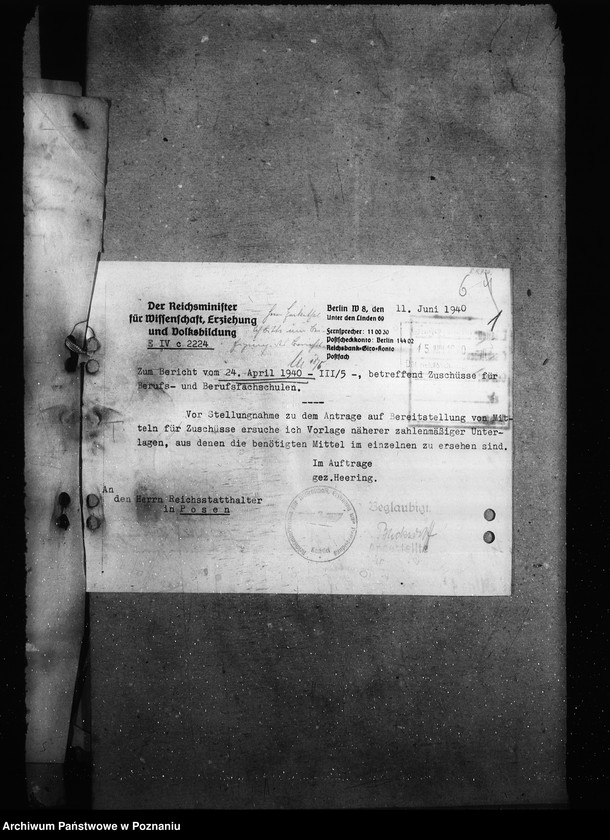 Der Reichsminister
für Wissenschaft, Erziehung
und Volksbildung
E IV c 2224
Berlin W 8, den 11. Juni 1940
Unter den Linden 69
Fernsprecher: 11 00 30
Postscheckkonto: Berlin 144 02
Reichsbank-Giro-Konto
Postfach
6
1
Zum Bericht vom 24. April 1940 - III/5 -, betreffend Zuschüsse für
Berufs- und Berufsfachschulen.
----
Vor Stellungnahme zu dem Antrage auf Bereitstellung von Mit-
teln für Zuschüsse ersuche ich Vorlage näherer zahlenmäßiger Unter-
lagen, aus denen die benötigten Mittel im einzelnen zu ersehen sind.
Im Auftrage
gez.Heering.
An
den Herrn Reichsstatthalter
in Posen
Beglaubigt.
Angestellte
Archiwum Państwowe w Poznaniu